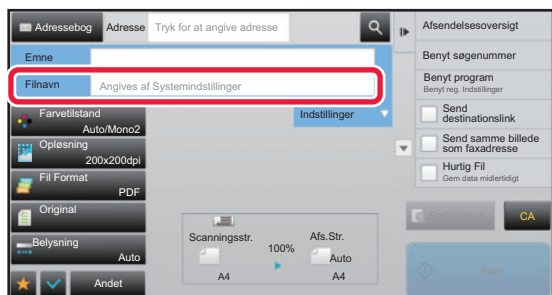 Adressebog
Adresse
Tryk for at angive adresse
Afsendelsesoversigt
Emne
Benyt søgenummer
Filnavn
Angives af Systemindstillinger
Benyt program
Benyt reg. Indstillinger
Farvetilstand
Auto/Mono2
Indstillinger
Send
destinationslink
Opløsning
200x200dpi
Send samme billede
som faxadresse
Fil Format
PDF
Hurtig Fil
Gem data midlertidigt
Original
CA
Scanningsstr.
100%
Afs.Str.
Auto
A4
A4
Belysning
Auto
Andet
Start